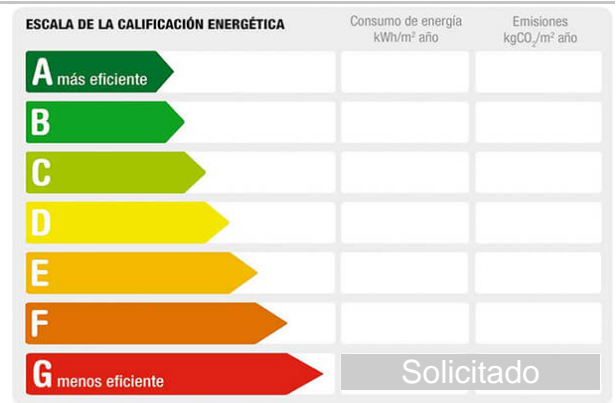 ESCALA DE LA CALIFICACIÓN ENERGÉTICA
Consumo de energía
kWh/m² año
Emisiones
kgCO₂/m² año
A más eficiente
B
C
D
E
F
G menos eficiente
Solicitado